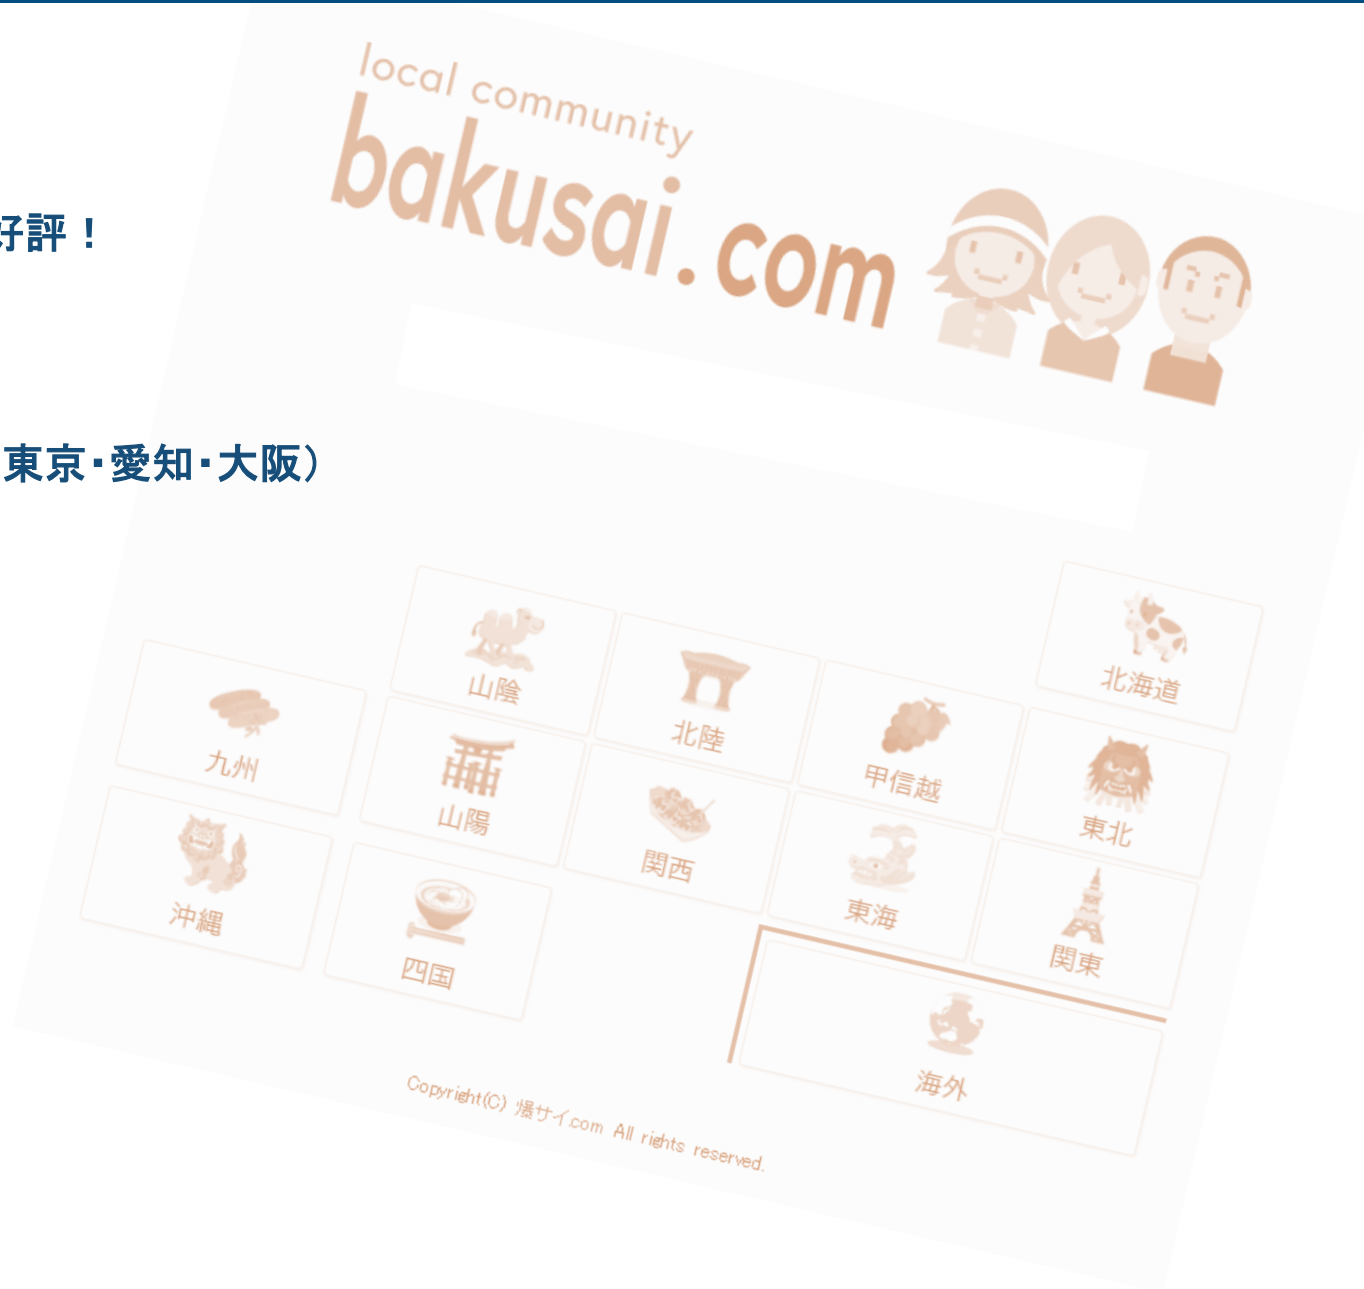 local community
bakusai.com
好評！
東京・愛知・大阪）
北海道
山陰
北陸
甲信越
東北
九州
山陽
関西
東海
関東
沖縄
四国
海外
Copyright(C) 爆サイ.com All rights reserved.